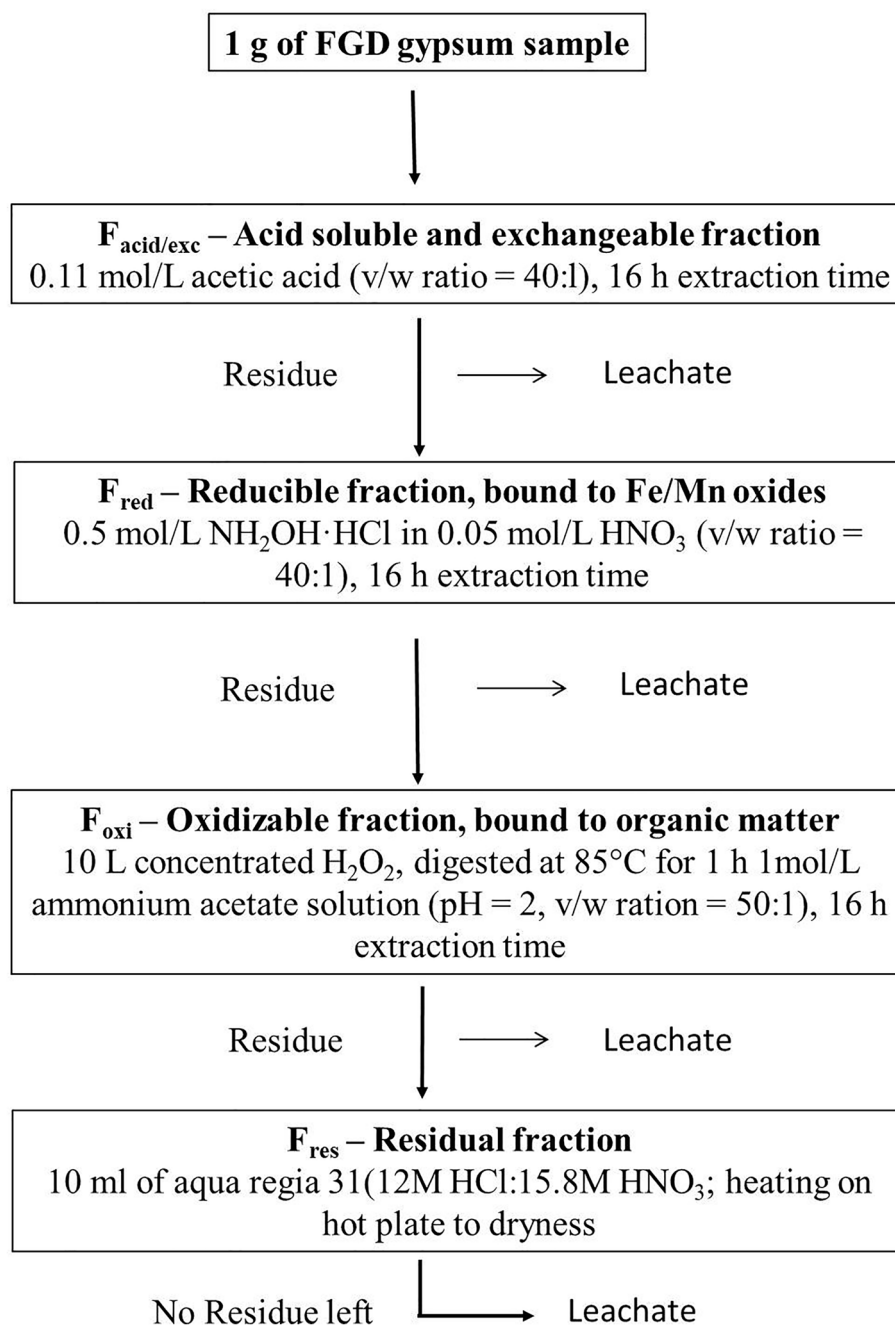 1 g of FGD gypsum sample
F_acid/exc – Acid soluble and exchangeable fraction
0.11 mol/L acetic acid (v/w ratio = 40:l), 16 h extraction time
Residue → Leachate
F_red – Reducible fraction, bound to Fe/Mn oxides
0.5 mol/L NH₂OH·HCl in 0.05 mol/L HNO₃ (v/w ratio =
40:1), 16 h extraction time
Residue → Leachate
F_oxi – Oxidizable fraction, bound to organic matter
10 L concentrated H₂O₂, digested at 85°C for 1 h 1mol/L
ammonium acetate solution (pH = 2, v/w ration = 50:1), 16 h
extraction time
Residue → Leachate
F_res – Residual fraction
10 ml of aqua regia 31(12M HCl:15.8M HNO₃; heating on
hot plate to dryness
No Residue left → Leachate